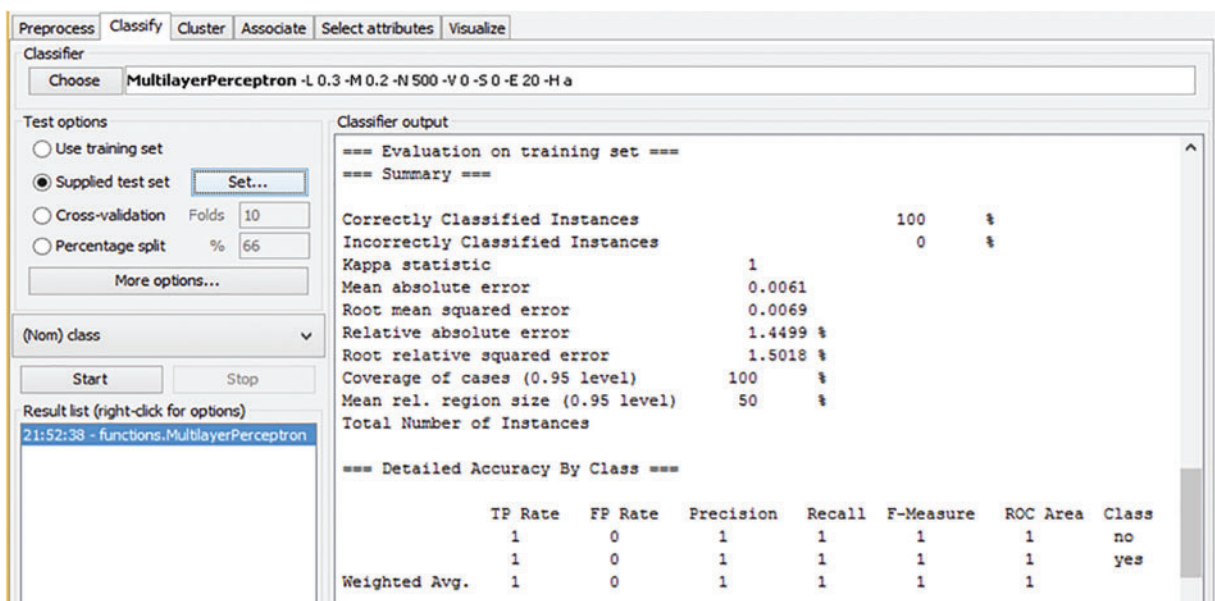 Preprocess Classify Cluster Associate Select attributes Visualize
Classifier
Choose MultilayerPerceptron -L 0.3 -M 0.2 -N 500 -V 0 -S 0 -E 20 -H a
Test options
Use training set
Supplied test set Set...
Cross-validation Folds 10
Percentage split % 66
More options...
(Nom) class
Start Stop
Result list (right-click for options)
21:52:38 - functions.MultilayerPerceptron
Classifier output
=== Evaluation on training set ===
=== Summary ===
Correctly Classified Instances 100 %
Incorrectly Classified Instances 0 %
Kappa statistic 1
Mean absolute error 0.0061
Root mean squared error 0.0069
Relative absolute error 1.4499 %
Root relative squared error 1.5018 %
Coverage of cases (0.95 level) 100 %
Mean rel. region size (0.95 level) 50 %
Total Number of Instances
=== Detailed Accuracy By Class ===
TP Rate FP Rate Precision Recall F-Measure ROC Area Class
1 0 1 1 1 1 no
1 0 1 1 1 1 yes
Weighted Avg. 1 0 1 1 1 1